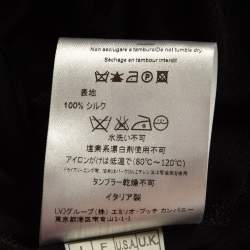 Non asciugare a tamburo/Do not tumble dry
Séchage en tambour interdit
表地
100% シルク
水洗い不可
塩素系漂白剤使用不可
アイロンがけは低温で(80℃〜120℃)
タンブラー乾燥不可
イタリア製
LVJグループ(株) エミリオ・プッチ カンパニー
I E U.S.A. U.K.